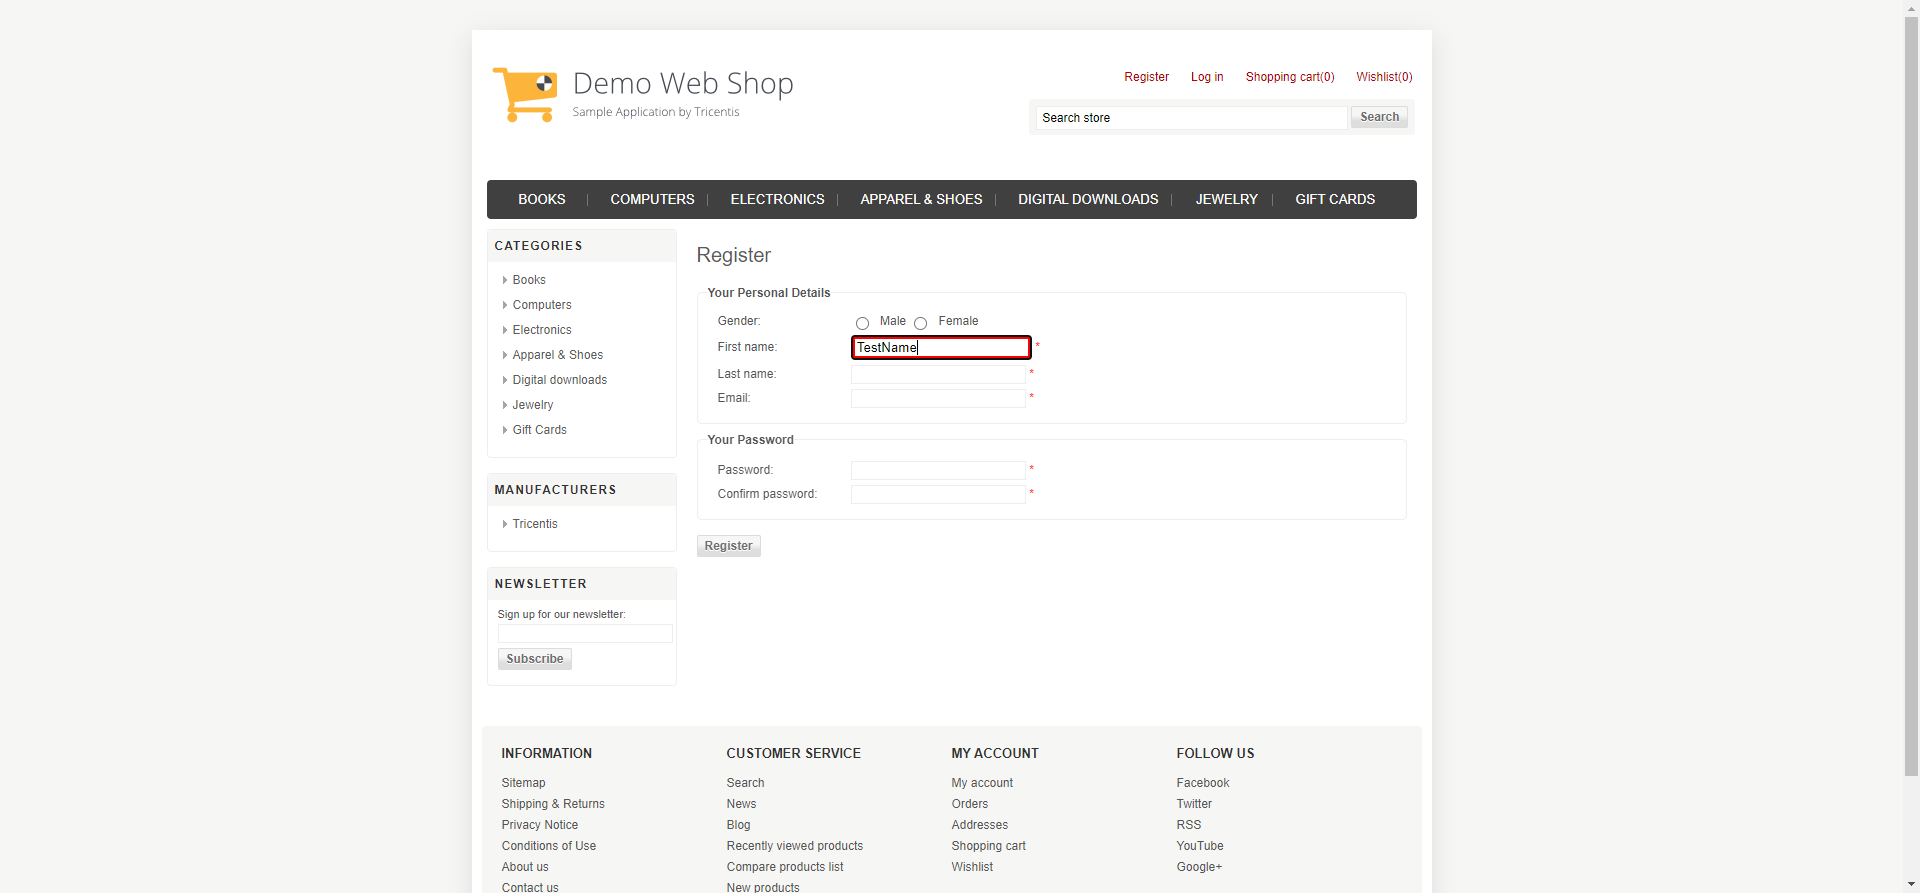 Demo Web Shop
Sample Application by Tricentis
Register Log in Shopping cart(0) Wishlist(0)
Search store Search
BOOKS COMPUTERS ELECTRONICS APPAREL & SHOES DIGITAL DOWNLOADS JEWELRY GIFT CARDS
CATEGORIES
Books
Computers
Electronics
Apparel & Shoes
Digital downloads
Jewelry
Gift Cards
MANUFACTURERS
Tricentis
NEWSLETTER
Sign up for our newsletter:
Subscribe
Register
Your Personal Details
Gender: Male Female
First name: TestName *
Last name: *
Email: *
Your Password
Password: *
Confirm password: *
Register
INFORMATION
Sitemap
Shipping & Returns
Privacy Notice
Conditions of Use
About us
Contact us
CUSTOMER SERVICE
Search
News
Blog
Recently viewed products
Compare products list
New products
MY ACCOUNT
My account
Orders
Addresses
Shopping cart
Wishlist
FOLLOW US
Facebook
Twitter
RSS
YouTube
Google+